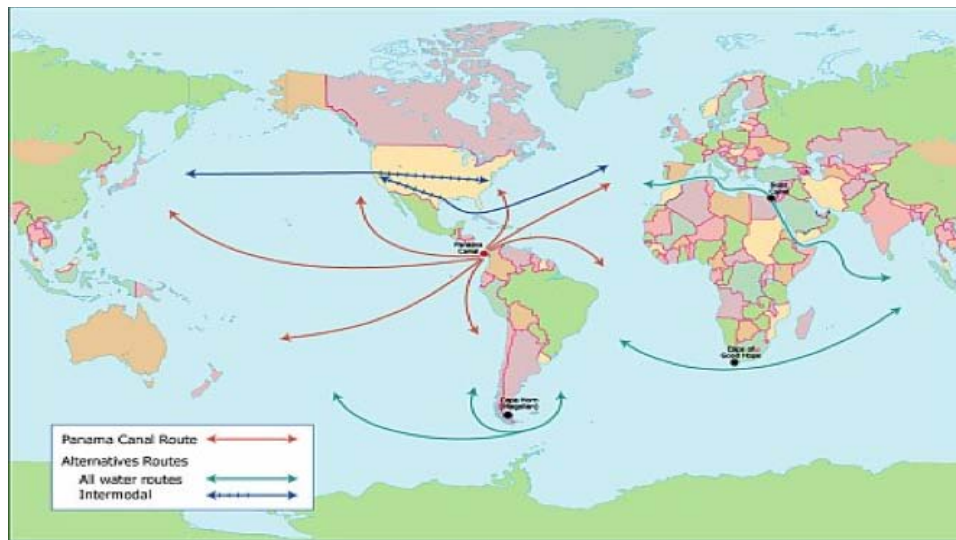 Suez
Canal
Panama
Canal
Cape of
Good Hope
Cape Horn
(Magellan)
Panama Canal Route
Alternatives Routes
All water routes
Intermodal